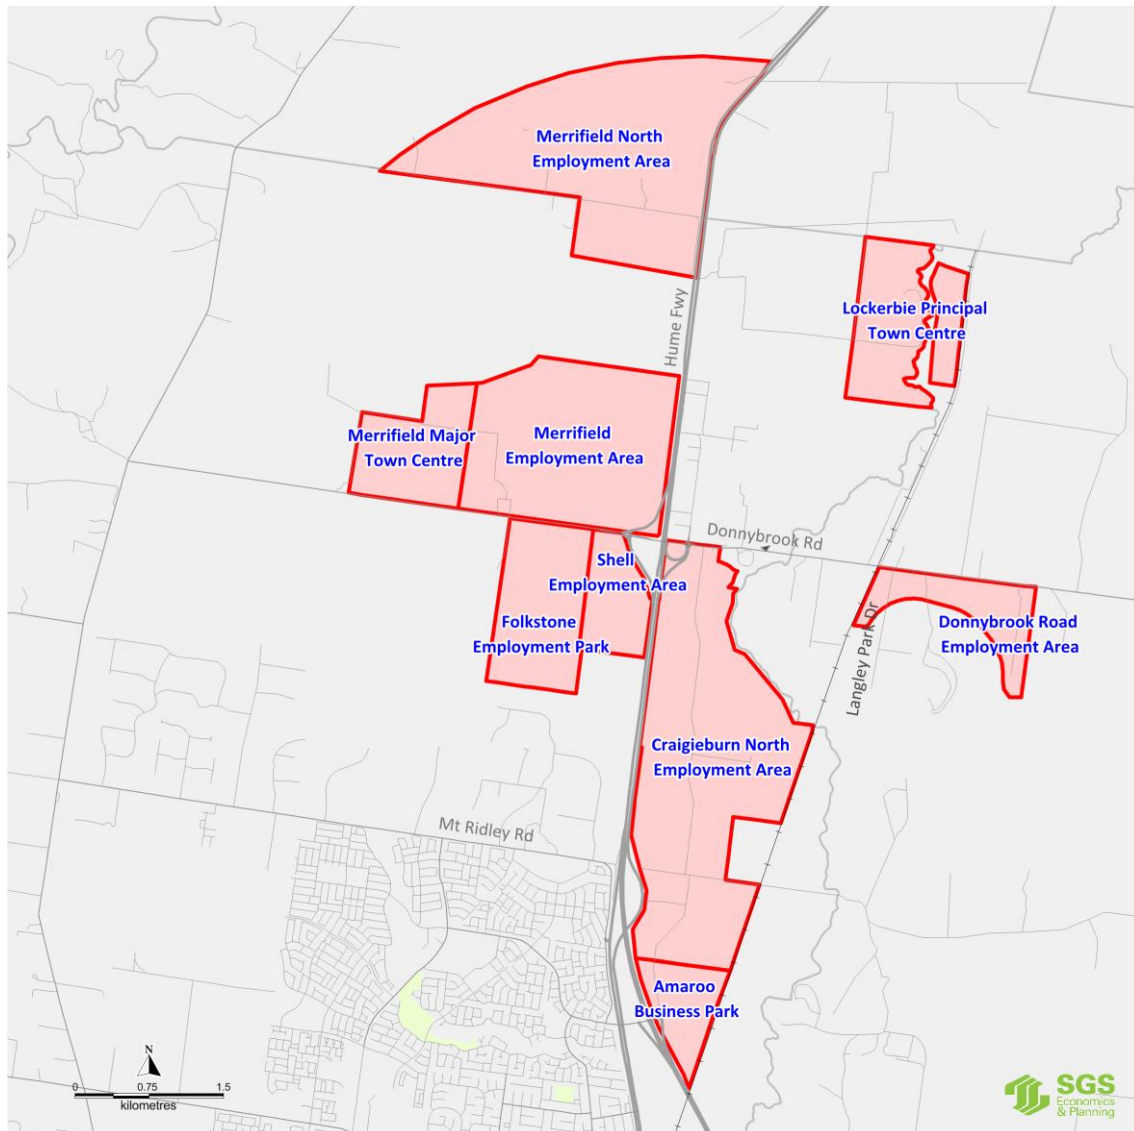 Merrifield North
Employment Area
Hume Fwy
Lockerbie Principal
Town Centre
Merrifield Major
Town Centre
Merrifield
Employment Area
Donnybrook Rd
Shell
Employment Area
Folkstone
Employment Park
Langley Park Dr
Donnybrook Road
Employment Area
Craigieburn North
Employment Area
Mt Ridley Rd
Amaroo
Business Park
N
0 0.75 1.5
kilometres
SGS
Economics
& Planning